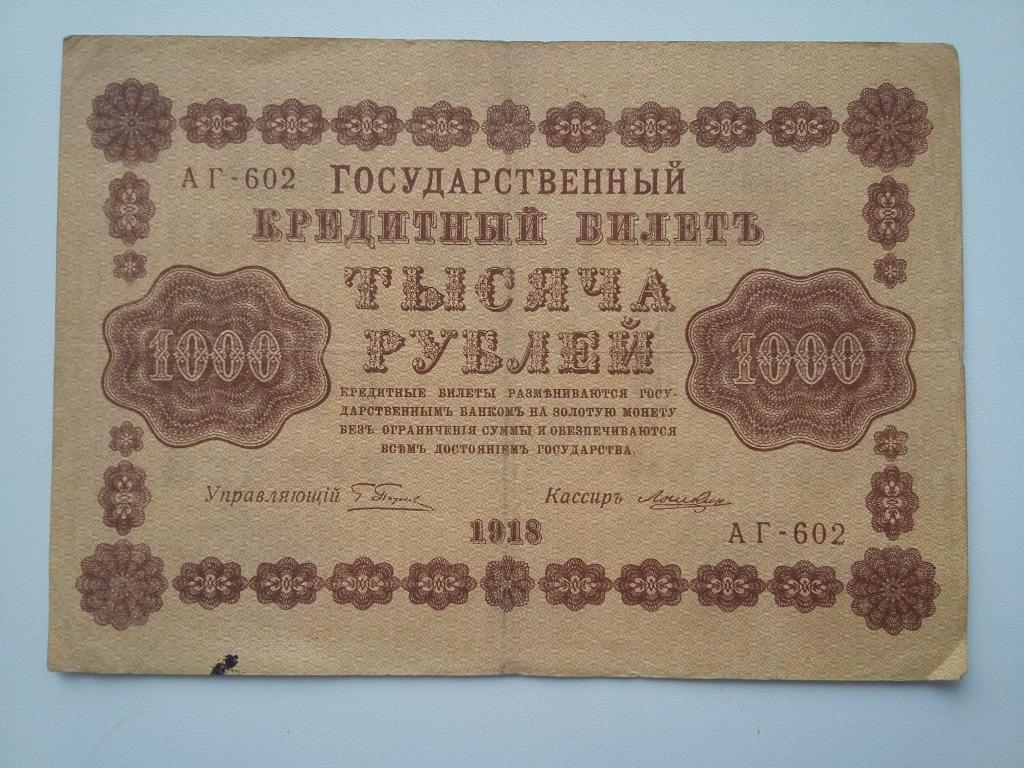 АГ-602 ГОСУДАРСТВЕННЫЙ
КРЕДИТНЫЙ БИЛЕТЪ
ТЫСЯЧА
РУБЛЕЙ
1000
1000
КРЕДИТНЫЕ БИЛЕТЫ РАЗМѢНИВАЮТСЯ ГОСУ-
ДАРСТВЕННЫМЪ БАНКОМЪ НА ЗОЛОТУЮ МОНЕТУ
БЕЗЪ ОГРАНИЧЕНІЯ СУММЫ И ОБЕЗПЕЧИВАЮТСЯ
ВСѢМЪ ДОСТОЯНІЕМЪ ГОСУДАРСТВА.
Управляющій
Кассиръ
1918
АГ-602